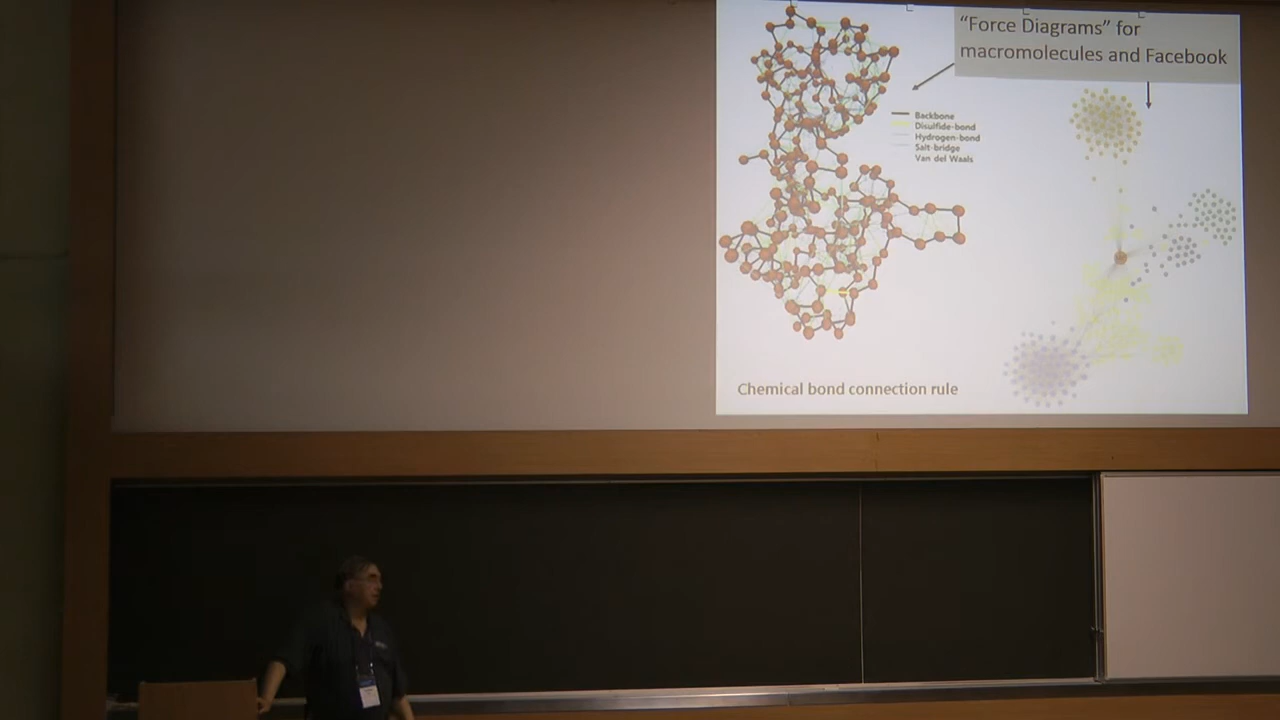 “Force Diagrams” for
macromolecules and Facebook
Backbone
Disulfide-bond
Hydrogen-bond
Salt-bridge
Van del Waals
Chemical bond connection rule